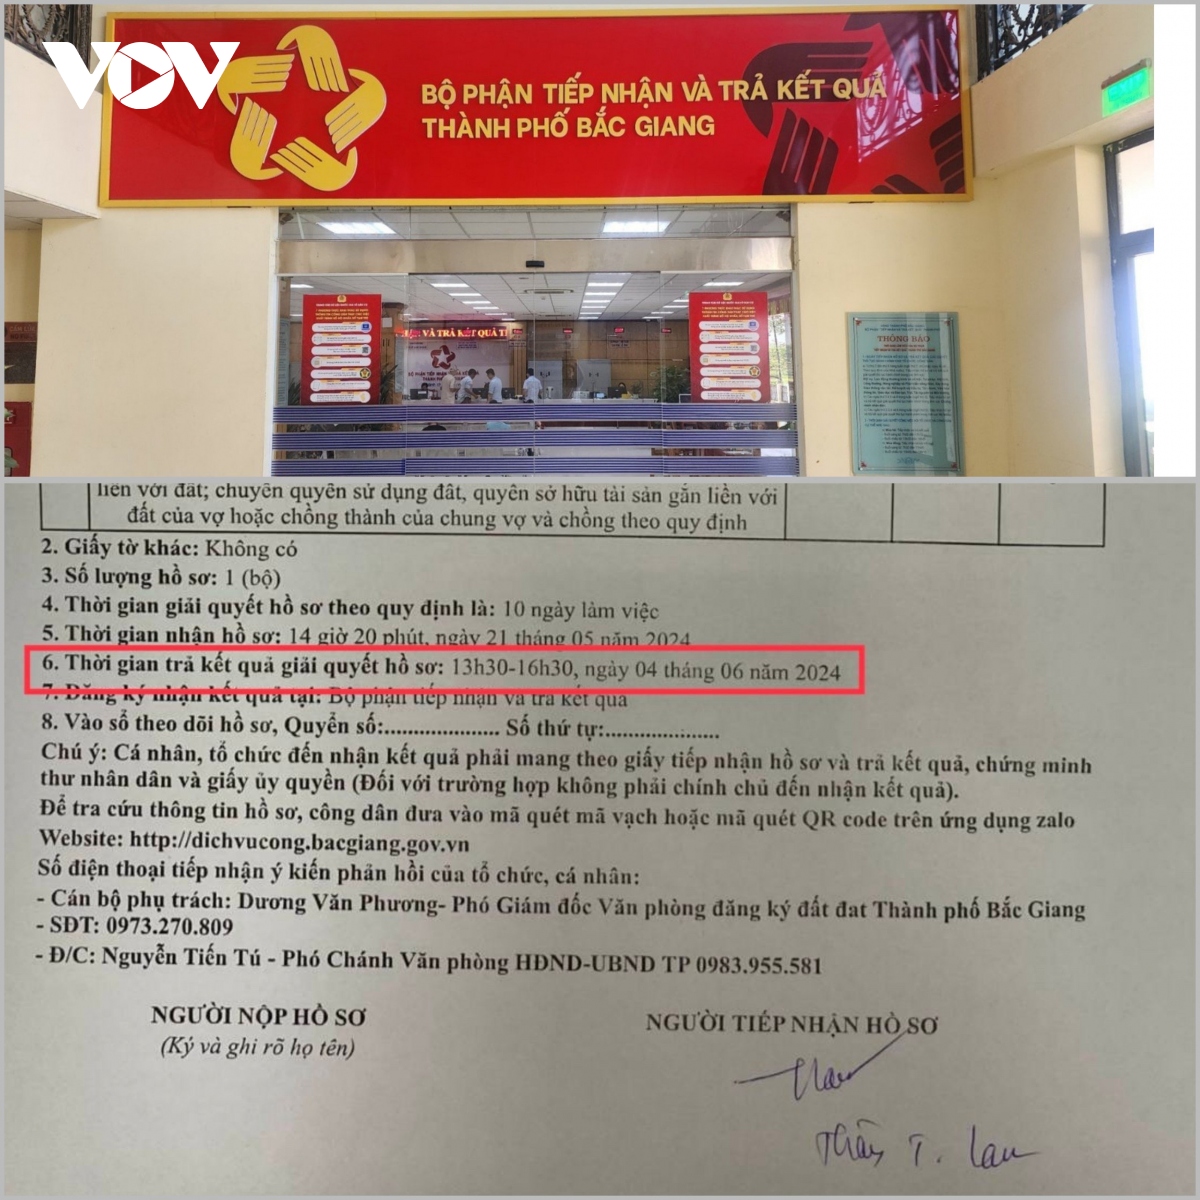 VOV
BỘ PHẬN TIẾP NHẬN VÀ TRẢ KẾT QUẢ
THÀNH PHỐ BẮC GIANG
VÀ TRẢ KẾT QUẢ
THÔNG BÁO
liền với đất; chuyển quyền sử dụng đất, quyền sở hữu tài sản gắn liền với
đất của vợ hoặc chồng thành của chung vợ và chồng theo quy định
2. Giấy tờ khác: Không có
3. Số lượng hồ sơ: 1 (bộ)
4. Thời gian giải quyết hồ sơ theo quy định là: 10 ngày làm việc
5. Thời gian nhận hồ sơ: 14 giờ 20 phút, ngày 21 tháng 05 năm 2024
6. Thời gian trả kết quả giải quyết hồ sơ: 13h30-16h30, ngày 04 tháng 06 năm 2024
7. Đăng ký nhận kết quả tại: Bộ phận tiếp nhận và trả kết quả
8. Vào sổ theo dõi hồ sơ, Quyển số:.................... Số thứ tự:....................
Chú ý: Cá nhân, tổ chức đến nhận kết quả phải mang theo giấy tiếp nhận hồ sơ và trả kết quả, chứng minh
thư nhân dân và giấy ủy quyền (Đối với trường hợp không phải chính chủ đến nhận kết quả).
Để tra cứu thông tin hồ sơ, công dân đưa vào mã quét mã vạch hoặc mã quét QR code trên ứng dụng zalo
Website: http://dichvucong.bacgiang.gov.vn
Số điện thoại tiếp nhận ý kiến phản hồi của tổ chức, cá nhân:
- Cán bộ phụ trách: Dương Văn Phương- Phó Giám đốc Văn phòng đăng ký đất đat Thành phố Bắc Giang
- SĐT: 0973.270.809
- Đ/C: Nguyễn Tiến Tú - Phó Chánh Văn phòng HĐND-UBND TP 0983.955.581
NGƯỜI NỘP HỒ SƠ
(Ký và ghi rõ họ tên)
NGƯỜI TIẾP NHẬN HỒ SƠ
Thân T. Lan